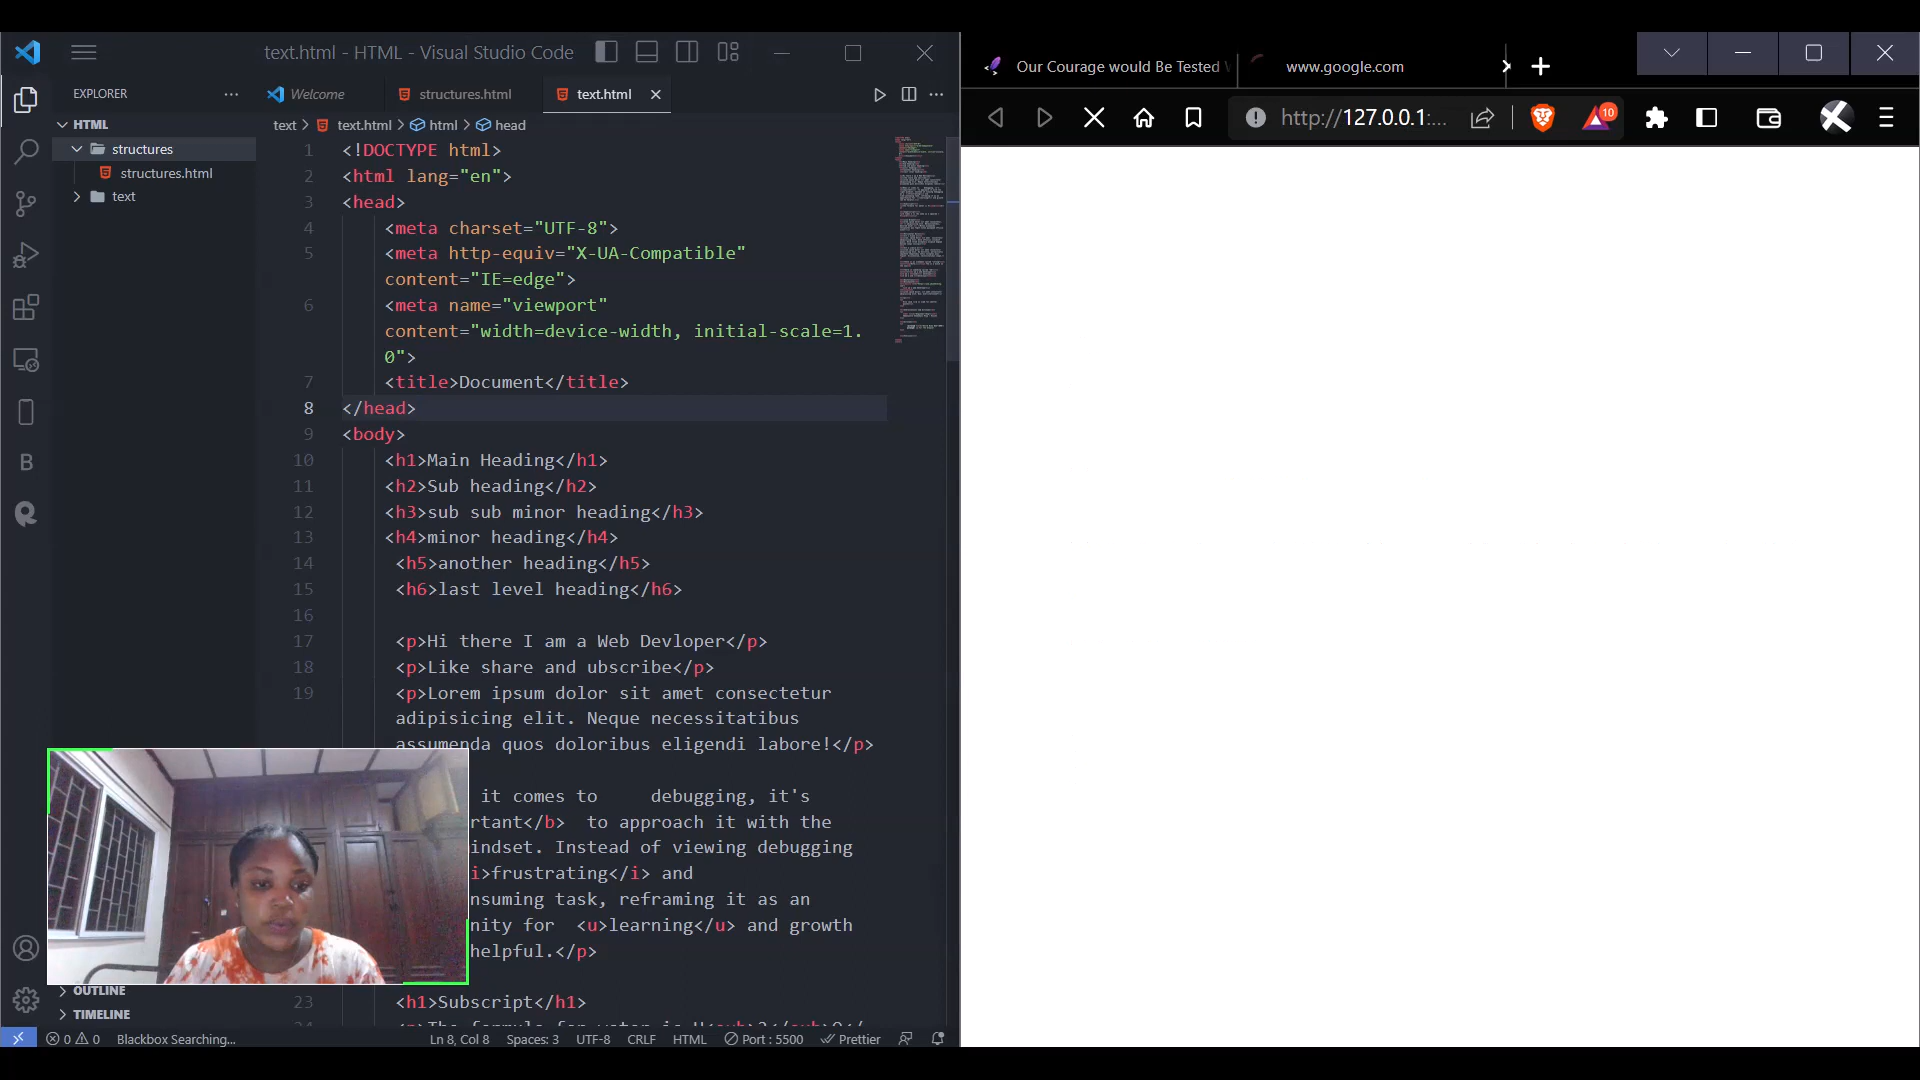 text.html - HTML - Visual Studio Code
EXPLORER
Welcome
structures.html
text.html
HTML
structures
structures.html
text
text > text.html > html > head
1 <!DOCTYPE html>
2 <html lang="en">
3 <head>
4 <meta charset="UTF-8">
5 <meta http-equiv="X-UA-Compatible"
content="IE=edge">
6 <meta name="viewport"
content="width=device-width, initial-scale=1.
0">
7 <title>Document</title>
8 </head>
9 <body>
10 <h1>Main Heading</h1>
11 <h2>Sub heading</h2>
12 <h3>sub sub minor heading</h3>
13 <h4>minor heading</h4>
14 <h5>another heading</h5>
15 <h6>last level heading</h6>
16
17 <p>Hi there I am a Web Devloper</p>
18 <p>Like share and ubscribe</p>
19 <p>Lorem ipsum dolor sit amet consectetur
adipisicing elit. Neque necessitatibus
assumenda quos doloribus eligendi labore!</p>
it comes to debugging, it's
rtant</b> to approach it with the
indset. Instead of viewing debugging
i>frustrating</i> and
nsuming task, reframing it as an
nity for <u>learning</u> and growth
helpful.</p>
23 <h1>Subscript</h1>
OUTLINE
TIMELINE
0 0 Blackbox Searching...
Ln 8, Col 8 Spaces: 3 UTF-8 CRLF HTML Port : 5500 Prettier
Our Courage would Be Tested
www.google.com
http://127.0.0.1:...
10
B